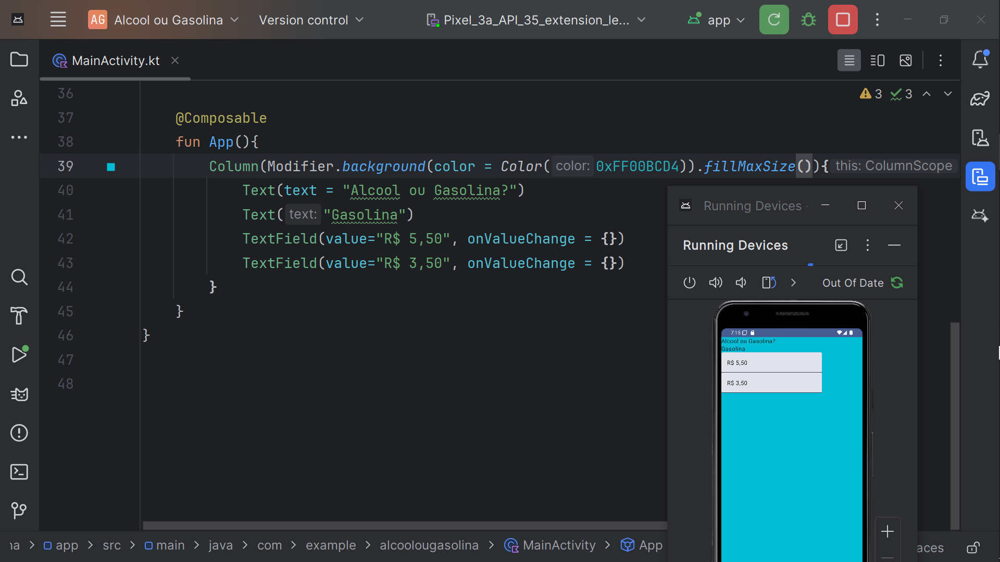 AG Alcool ou Gasolina Version control Pixel_3a_API_35_extension_le... app
MainActivity.kt
3 3
36
37 @Composable
38 fun App(){
39 Column(Modifier.background(color = Color( color: 0xFF00BCD4)).fillMaxSize()){ this: ColumnScope
40 Text(text = "Alcool ou Gasolina?")
41 Text( text: "Gasolina")
42 TextField(value="R$ 5,50", onValueChange = {})
43 TextField(value="R$ 3,50", onValueChange = {})
44 }
45 }
46 }
47
48
Running Devices
Running Devices
Out Of Date
7:15
Alcool ou Gasolina?
Gasolina
R$ 5,50
R$ 3,50
app > src > main > java > com > example > alcoolougasolina > MainActivity > App